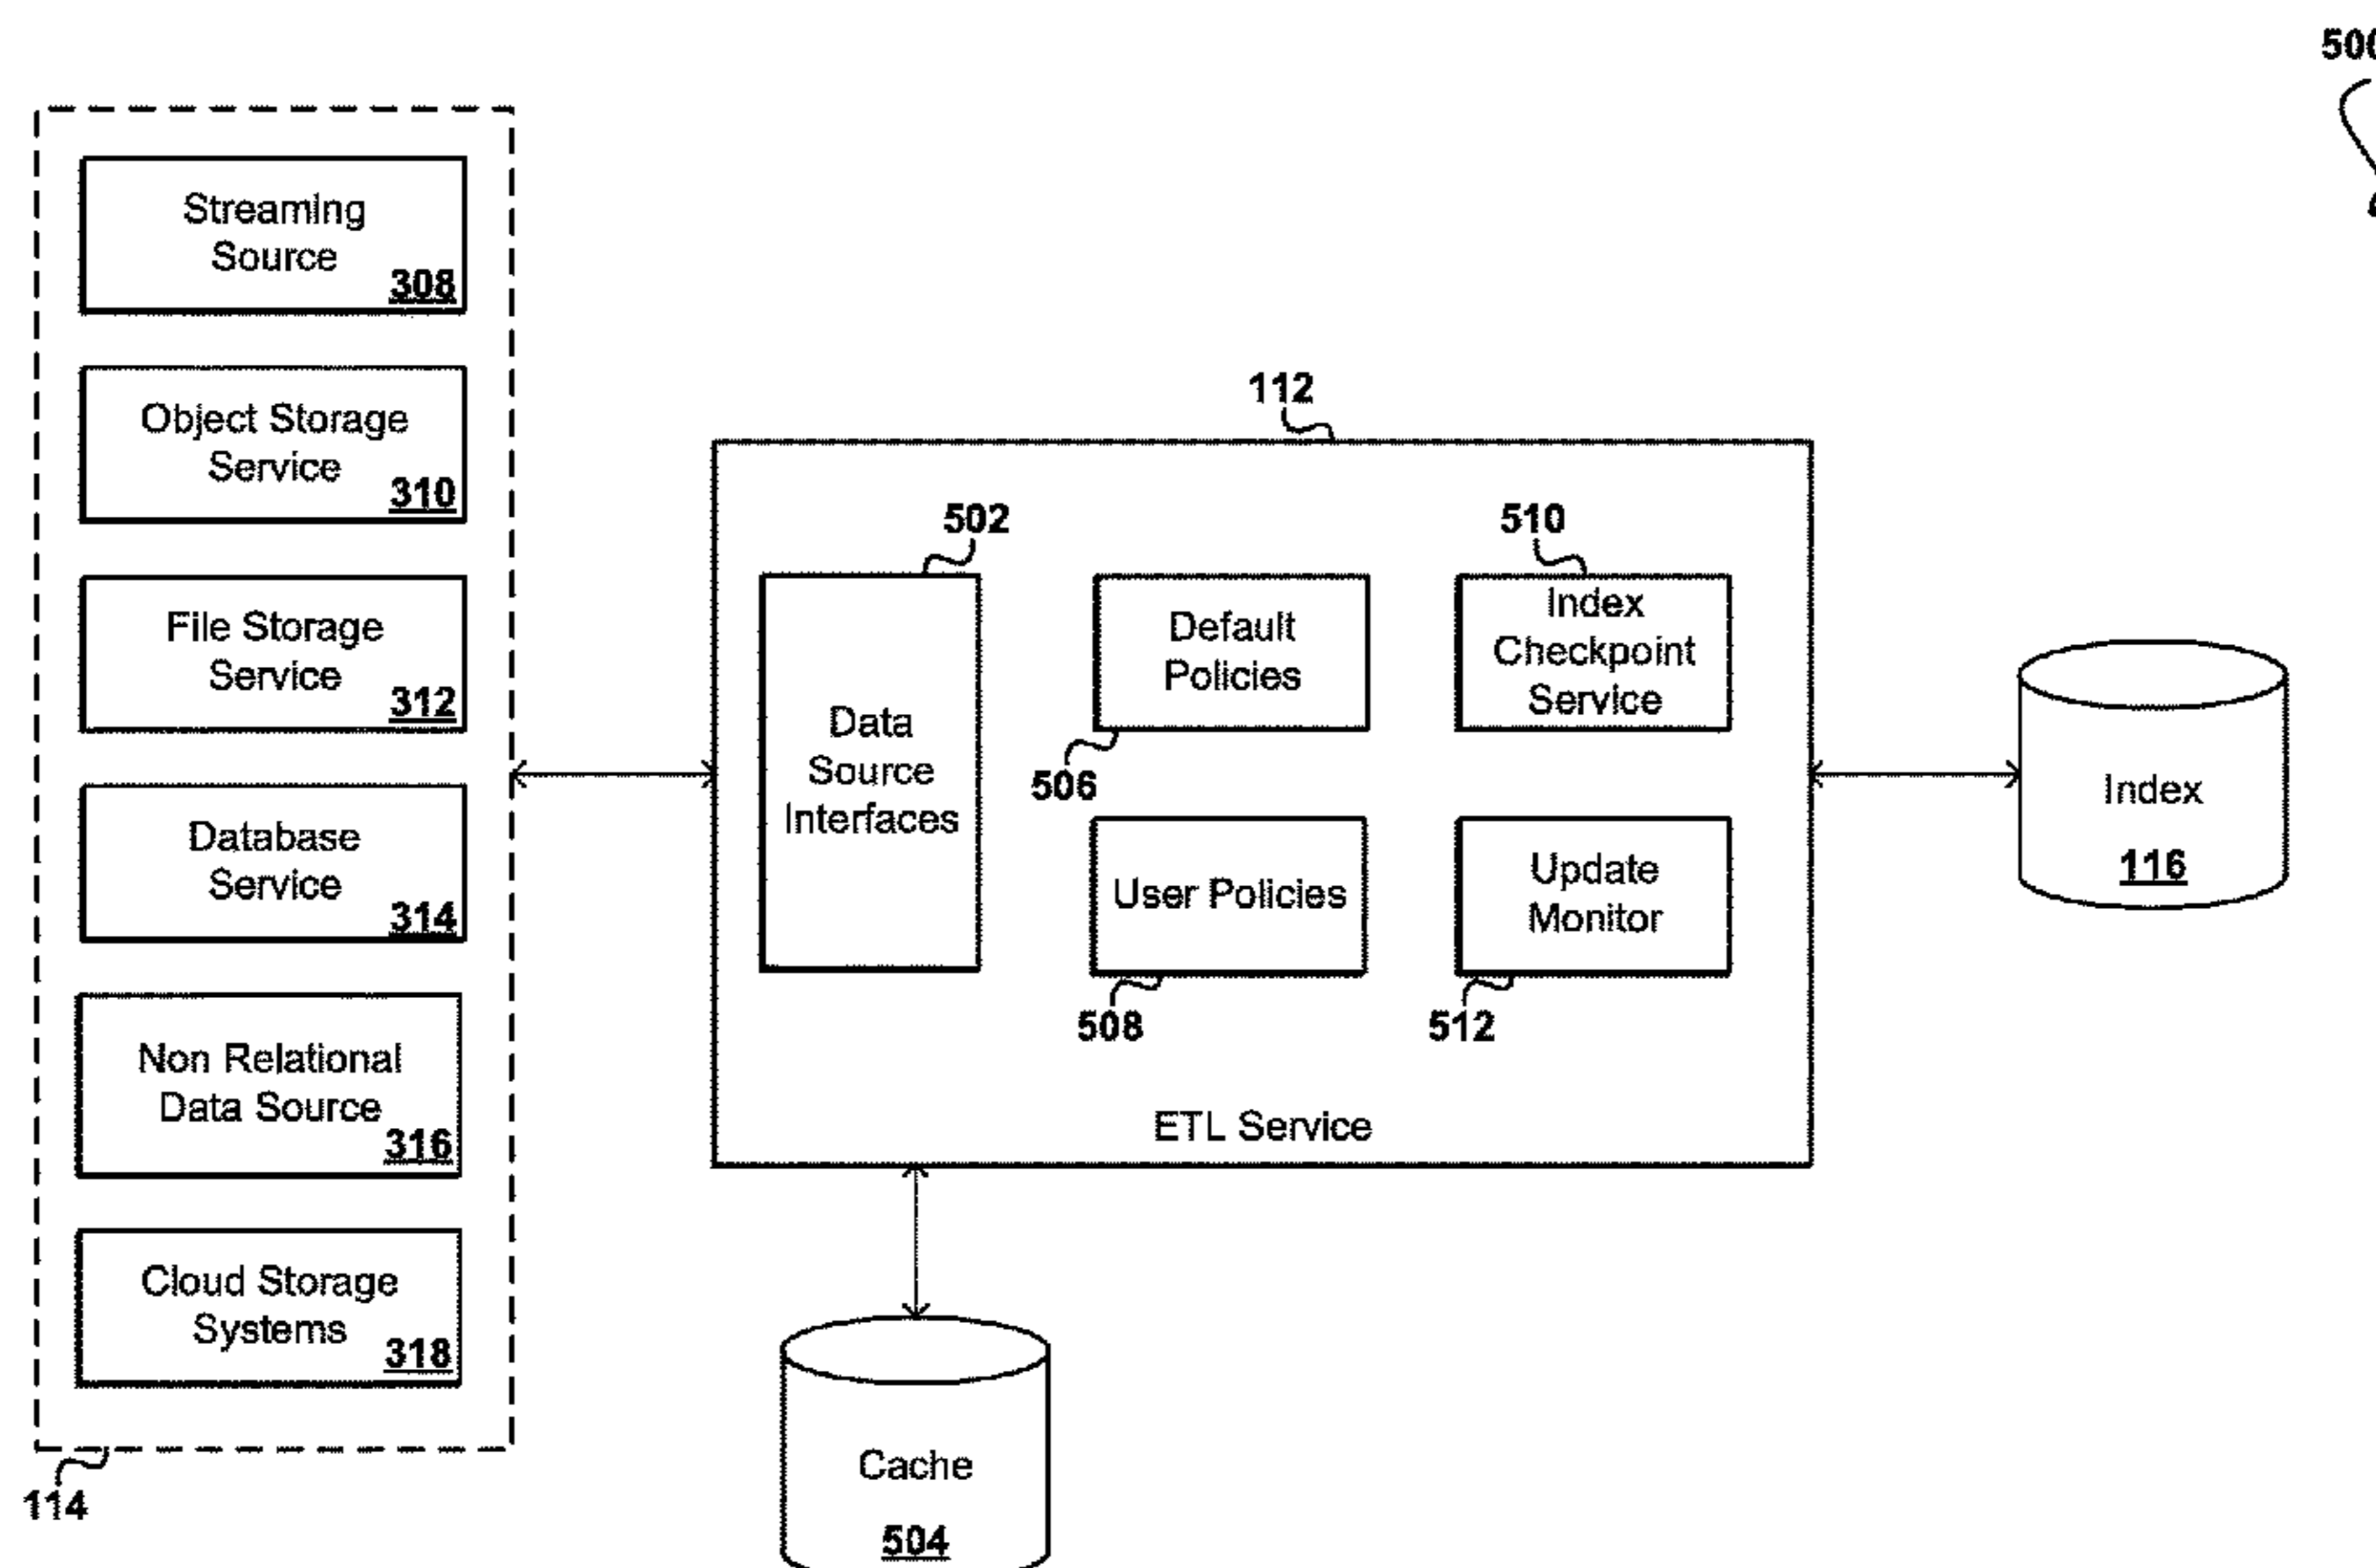 500
Streaming
Source
308
Object Storage
Service
310
File Storage
Service
312
Database
Service
314
Non Relational
Data Source
316
Cloud Storage
Systems
318
114
112
502
Data
Source
Interfaces
Default
Policies
506
510
Index
Checkpoint
Service
User Policies
508
Update
Monitor
512
ETL Service
Index
116
Cache
504